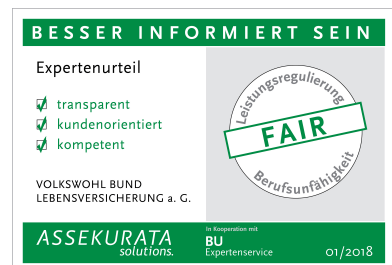 BESSER INFORMIERT SEIN
Expertenurteil
transparent
kundenorientiert
kompetent
VOLKSWOHL BUND
LEBENSVERSICHERUNG a. G.
Leistungsregulierung
FAIR
Berufsunfähigkeit
ASSEKURATA
solutions.
In Kooperation mit
BU
Expertenservice
01/2018